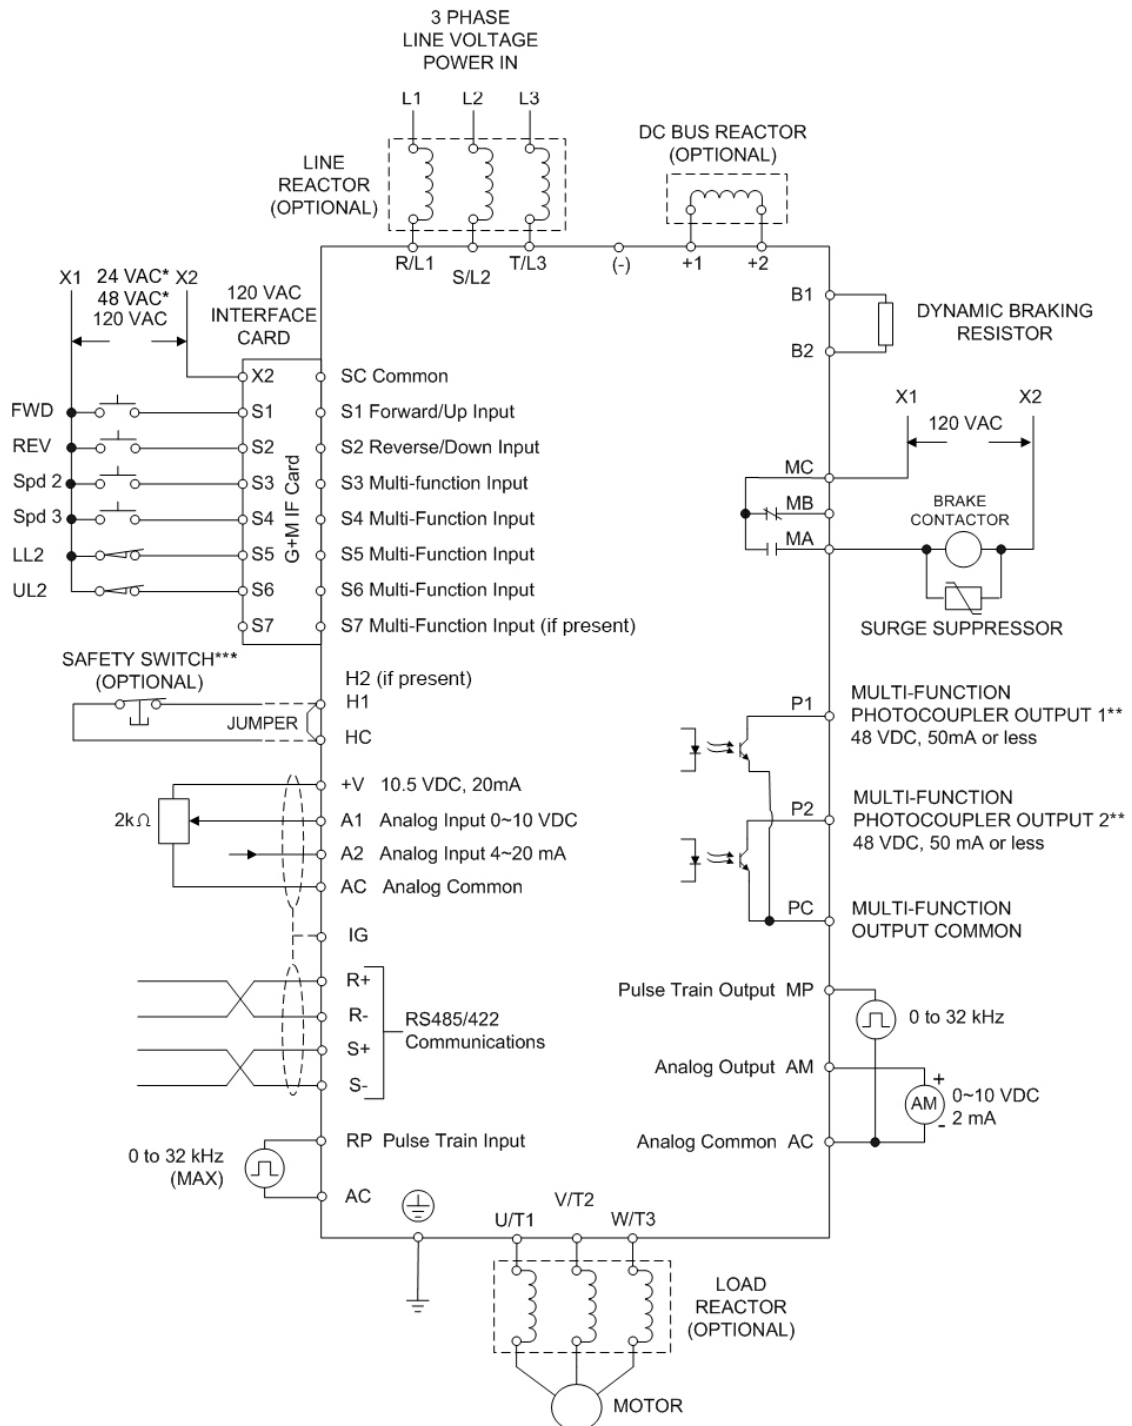 3 PHASE
LINE VOLTAGE
POWER IN
L1 L2 L3
LINE
REACTOR
(OPTIONAL)
DC BUS REACTOR
(OPTIONAL)
R/L1 S/L2 T/L3 (-) +1 +2
X1 24 VAC* X2
48 VAC*
120 VAC
120 VAC
INTERFACE
CARD
G+M IF Card
X2 SC Common
FWD S1 S1 Forward/Up Input
REV S2 S2 Reverse/Down Input
Spd 2 S3 S3 Multi-function Input
Spd 3 S4 S4 Multi-Function Input
LL2 S5 S5 Multi-Function Input
UL2 S6 S6 Multi-Function Input
S7 S7 Multi-Function Input (if present)
B1
B2
DYNAMIC BRAKING
RESISTOR
X1 X2
120 VAC
MC
MB
MA
BRAKE
CONTACTOR
SURGE SUPPRESSOR
SAFETY SWITCH***
(OPTIONAL)
H2 (if present)
H1
JUMPER
HC
2kΩ
+V 10.5 VDC, 20mA
A1 Analog Input 0~10 VDC
A2 Analog Input 4~20 mA
AC Analog Common
IG
R+
R-
S+
S-
RS485/422
Communications
0 to 32 kHz
(MAX)
RP Pulse Train Input
AC
P1
MULTI-FUNCTION
PHOTOCOUPLER OUTPUT 1**
48 VDC, 50mA or less
P2
MULTI-FUNCTION
PHOTOCOUPLER OUTPUT 2**
48 VDC, 50 mA or less
PC
MULTI-FUNCTION
OUTPUT COMMON
Pulse Train Output MP
0 to 32 kHz
Analog Output AM
+
AM
-
0~10 VDC
2 mA
Analog Common AC
U/T1 V/T2 W/T3
LOAD
REACTOR
(OPTIONAL)
MOTOR